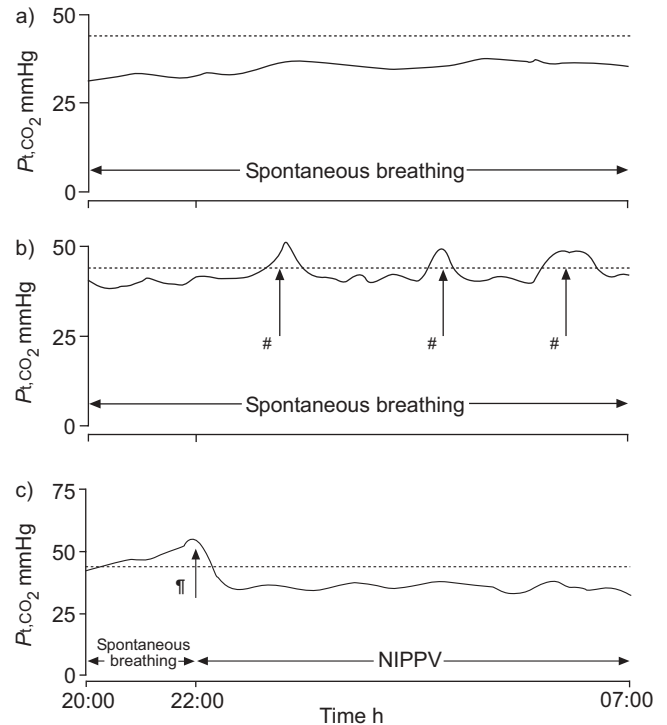 a)
50
25
0
Pt,CO2 mmHg
Spontaneous breathing
b)
50
25
0
Pt,CO2 mmHg
# # #
Spontaneous breathing
c)
75
50
25
0
Pt,CO2 mmHg
¶
Spontaneous
breathing
NIPPV
20:00 22:00 07:00
Time h